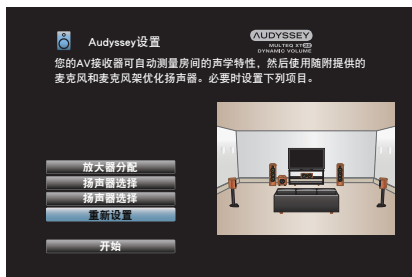 Audyssey设置
AUDYSSEY
MULTEQ XT32
DYNAMIC VOLUME
您的AV接收器可自动测量房间的声学特性，然后使用随附提供的
麦克风和麦克风架优化扬声器。必要时设置下列项目。
放大器分配
扬声器选择
扬声器选择
重新设置
开始